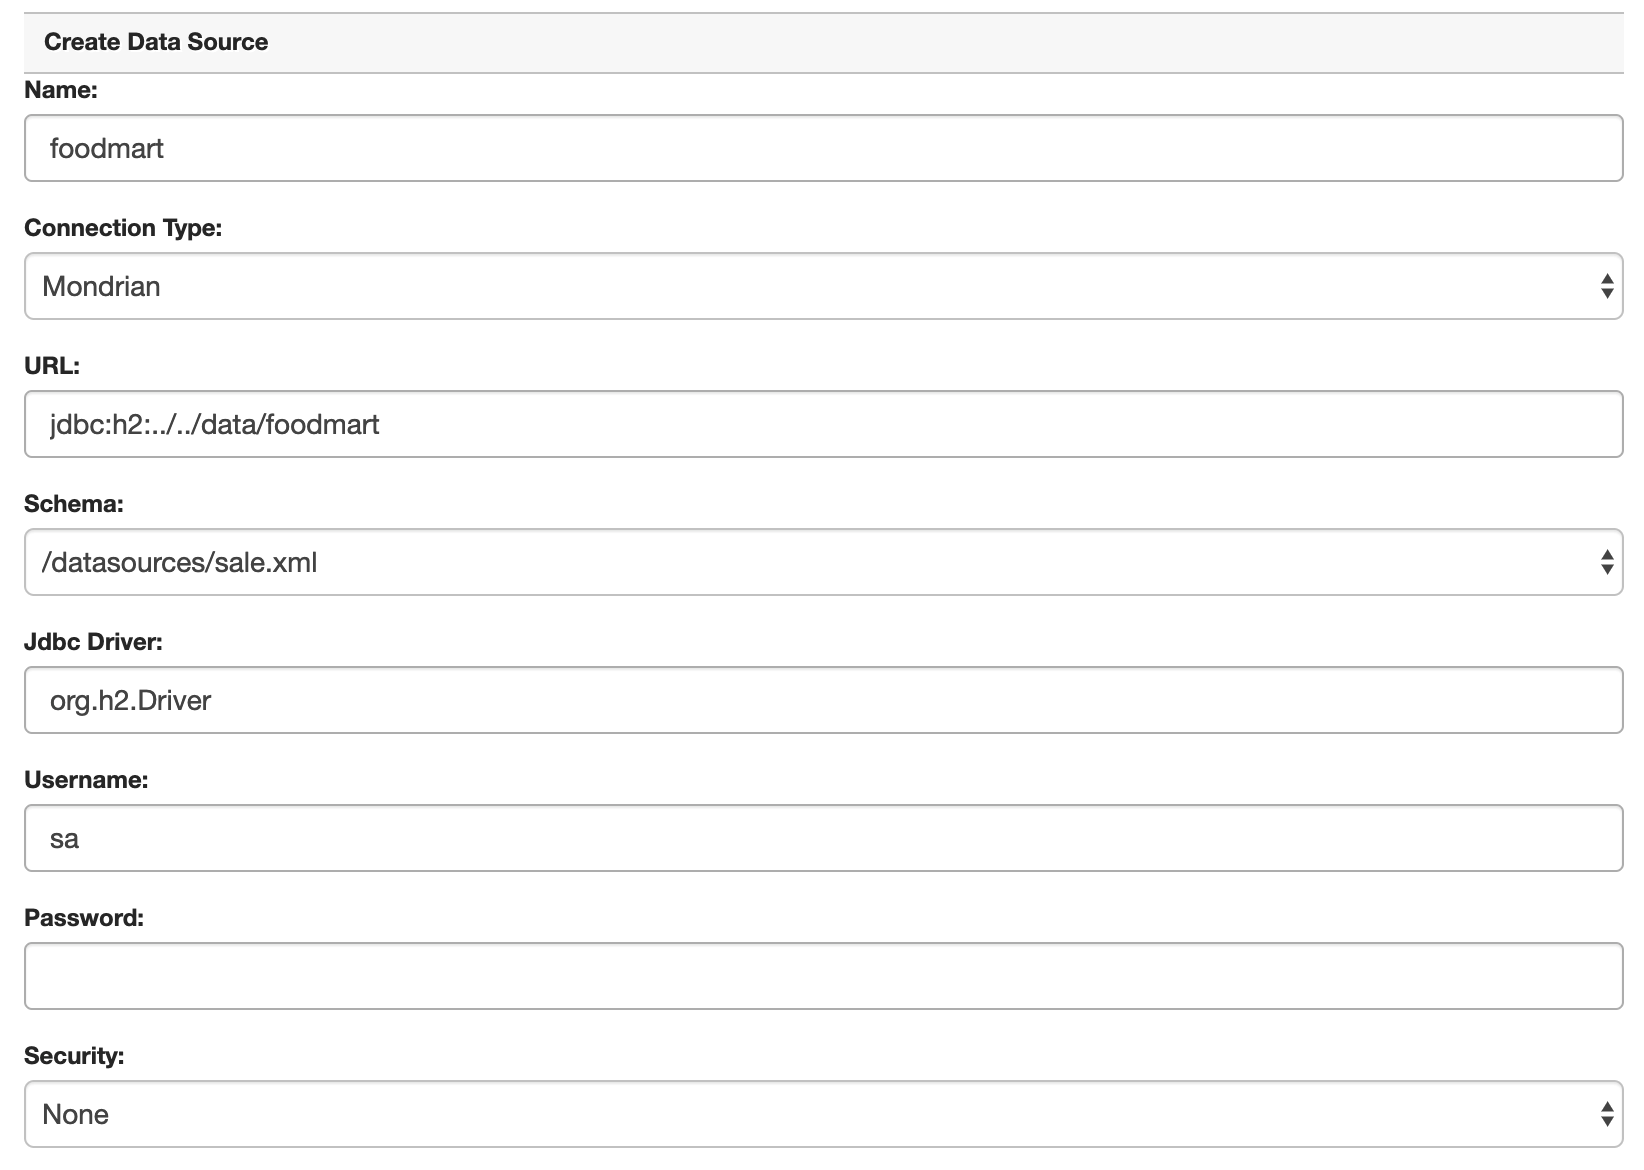 Create Data Source
Name:
foodmart
Connection Type:
Mondrian
URL:
jdbc:h2:../../data/foodmart
Schema:
/datasources/sale.xml
Jdbc Driver:
org.h2.Driver
Username:
sa
Password:
Security:
None